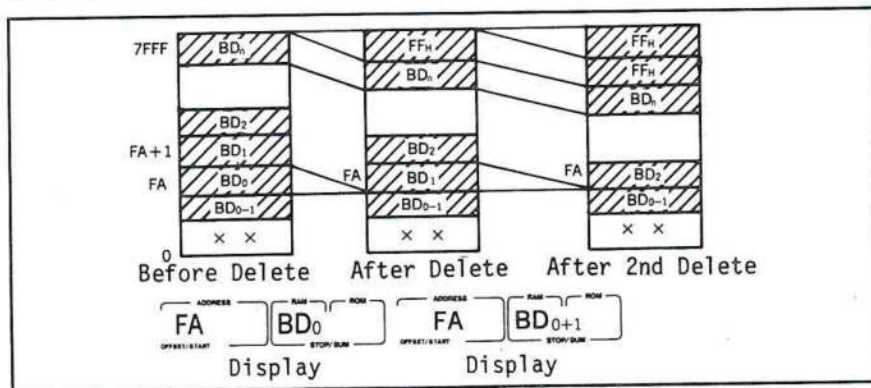 7FFF BDn FFH FFH
BDn FFH
BDn
BD2
FA+1 BD1 BD2
FA BD0 FA BD1 FA BD2
BD0-1 BD0-1 BD0-1
× × × × × ×
0
Before Delete After Delete After 2nd Delete
ADDRESS RAM ROM ADDRESS RAM ROM
FA BD0 FA BD0+1
OFFSET/START STOP/SUM OFFSET/START STOP/SUM
Display Display